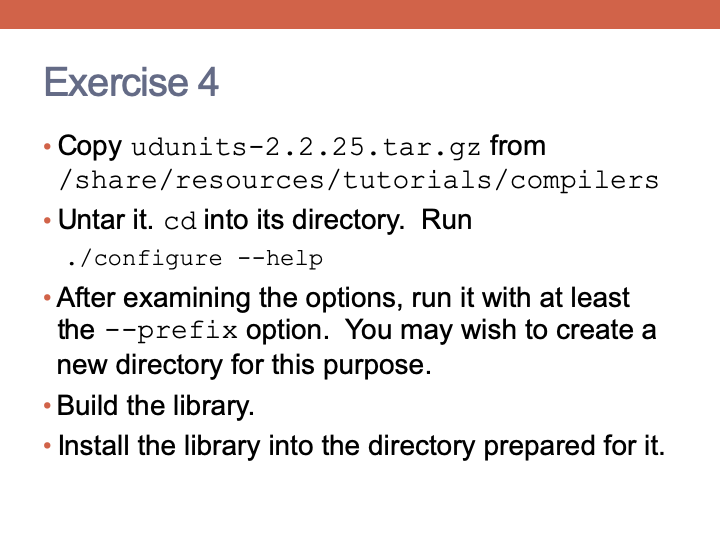 Exercise 4
• Copy udunits-2.2.25.tar.gz from
/share/resources/tutorials/compilers
• Untar it. cd into its directory.  Run
./configure --help
• After examining the options, run it with at least
the --prefix option.  You may wish to create a
new directory for this purpose.
• Build the library.
• Install the library into the directory prepared for it.